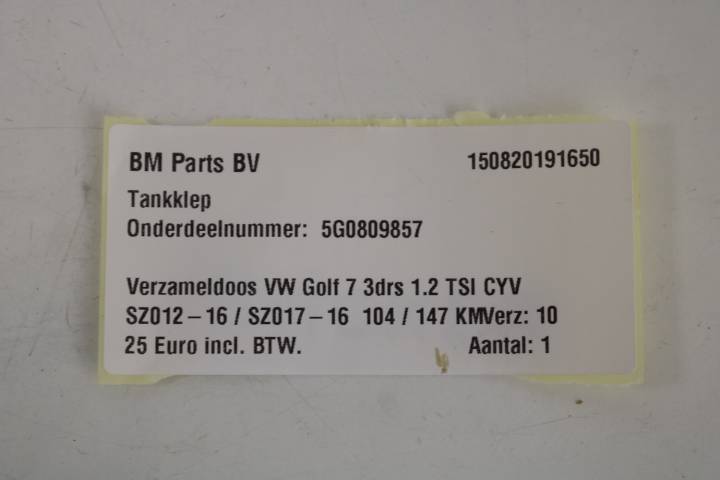 BM Parts BV 150820191650
Tankklep
Onderdeelnummer: 5G0809857
Verzameldoos VW Golf 7 3drs 1.2 TSI CYV
SZ012-16 / SZ017-16 104 / 147 KMVerz: 10
25 Euro incl. BTW. Aantal: 1